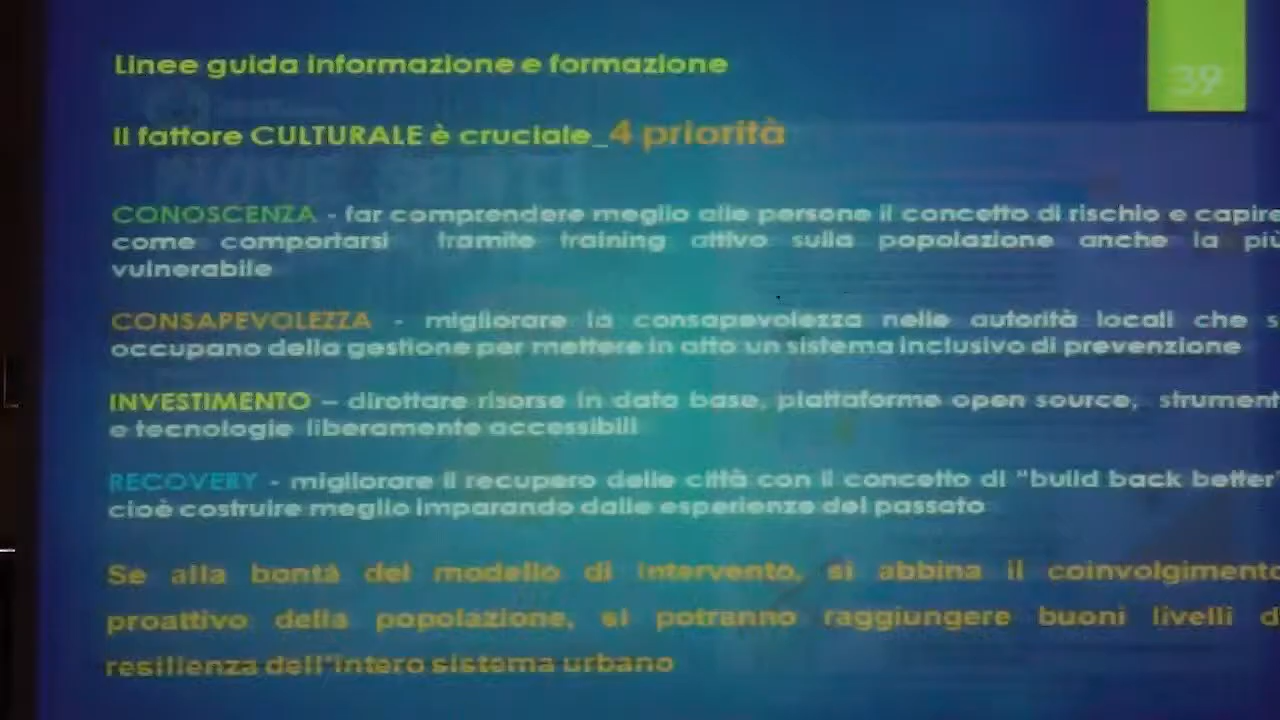 39
Linee guida informazione e formazione
Il fattore CULTURALE è cruciale_4 priorità
CONOSCENZA - far comprendere meglio alle persone il concetto di rischio e capire
come comportarsi tramite training attivo sulla popolazione anche la più
vulnerabile
CONSAPEVOLEZZA - migliorare la consapevolezza nelle autorità locali che s
occupano della gestione per mettere in atto un sistema inclusivo di prevenzione
INVESTIMENTO – dirottare risorse in data base, piattaforme open source, strument
e tecnologie liberamente accessibili
RECOVERY - migliorare il recupero delle città con il concetto di "build back better"
cioè costruire meglio imparando dalle esperienze del passato
Se alla bontà del modello di intervento, si abbina il coinvolgimento
proattivo della popolazione, si potranno raggiungere buoni livelli d
resilienza dell'intero sistema urbano